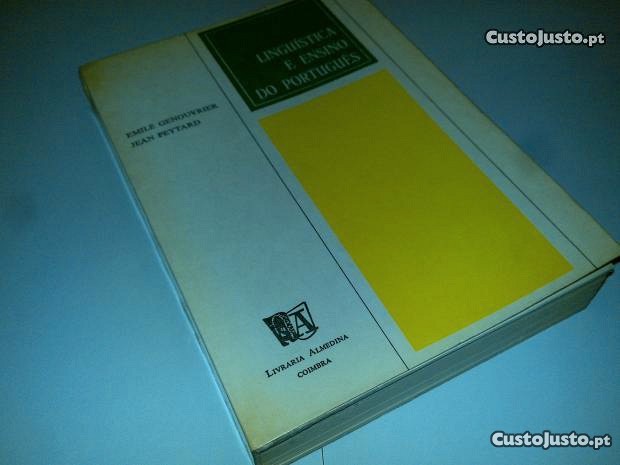 CustoJusto.pt
LINGUÍSTICA
E ENSINO
DO PORTUGUÊS
EMILE GENOUVRIER
JEAN PEYTARD
LIVRARIA ALMEDINA
COIMBRA
CustoJusto.pt